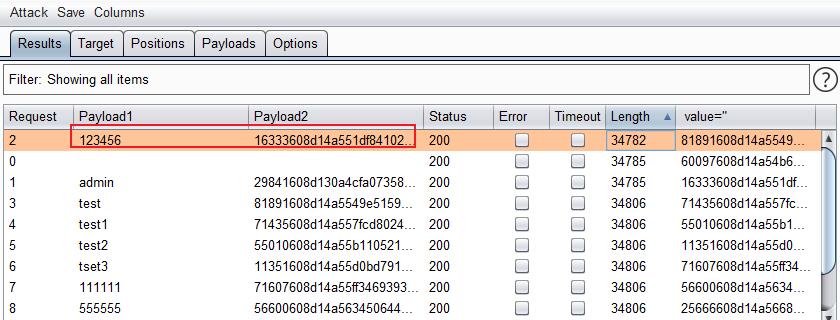 Attack Save Columns
Results Target Positions Payloads Options
Filter: Showing all items ?
Request Payload1 Payload2 Status Error Timeout Length ▲ value="
2 123456 16333608d14a551df84102... 200 34782 81891608d14a5549...
0 200 34785 60097608d14a54b6...
1 admin 29841608d130a4cfa07358... 200 34785 16333608d14a551df...
3 test 81891608d14a5549e5159... 200 34806 71435608d14a557fc...
4 test1 71435608d14a557fcd8024... 200 34806 55010608d14a55b1...
5 test2 55010608d14a55b110521... 200 34806 11351608d14a55d0...
6 tset3 11351608d14a55d0bd791... 200 34806 71607608d14a55ff34...
7 111111 71607608d14a55ff3469393... 200 34806 56600608d14a5634...
8 555555 56600608d14a563450644... 200 34806 25666608d14a5668...